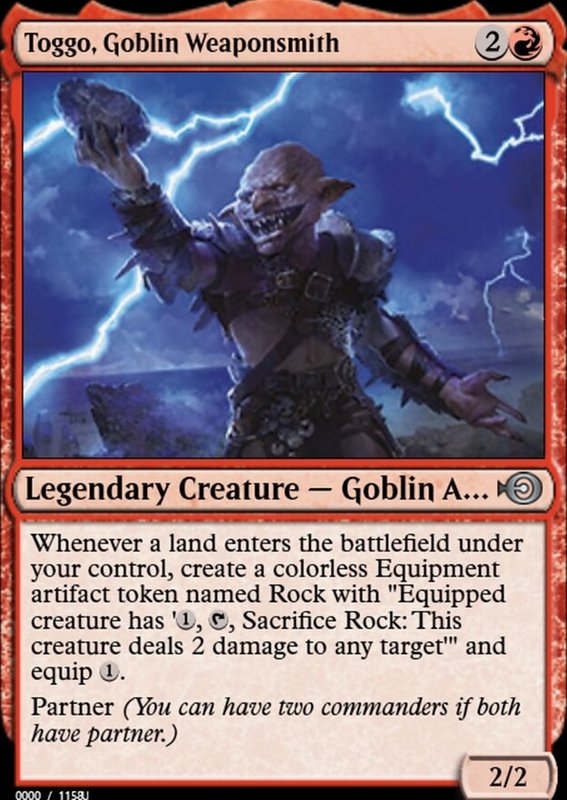 Toggo, Goblin Weaponsmith 2
Legendary Creature — Goblin A...
Whenever a land enters the battlefield under
your control, create a colorless Equipment
artifact token named Rock with "Equipped
creature has '1, , Sacrifice Rock: This
creature deals 2 damage to any target'" and
equip 1.
Partner (You can have two commanders if both
have partner.)
2/2
0000 / 1158U